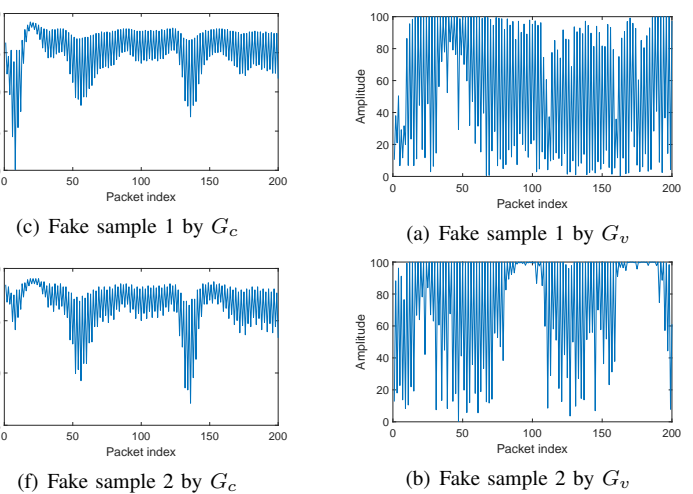 0 50 100 150 200
Packet index
(c) Fake sample 1 by G_c
100
80
60
40
20
0
Amplitude
0 50 100 150 200
Packet index
(a) Fake sample 1 by G_v
0 50 100 150 200
Packet index
(f) Fake sample 2 by G_c
100
80
60
40
20
0
Amplitude
0 50 100 150 200
Packet index
(b) Fake sample 2 by G_v